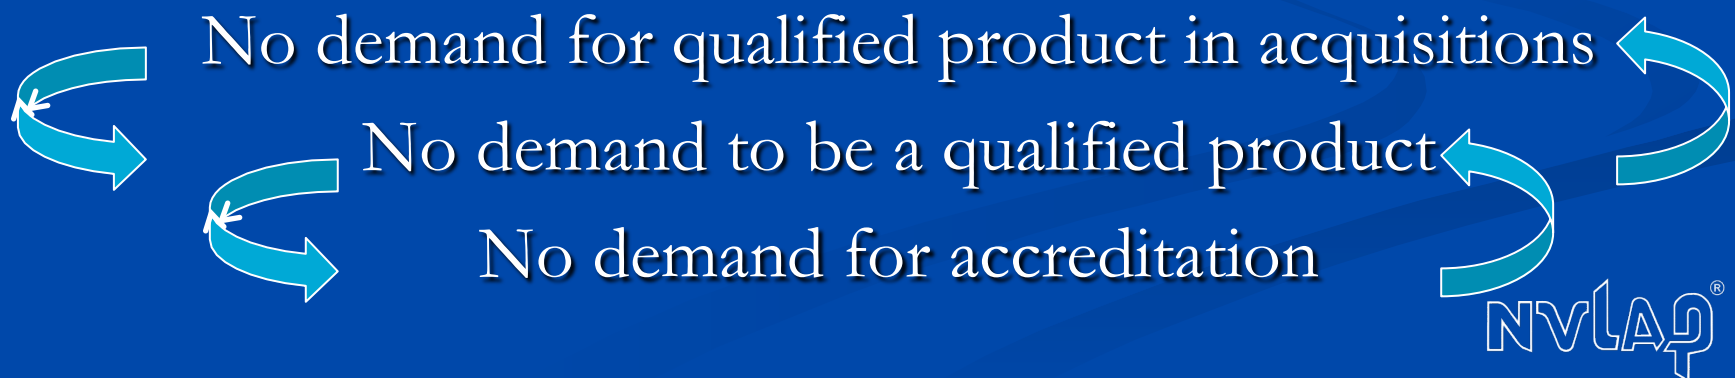 No demand for qualified product in acquisitions
No demand to be a qualified product
No demand for accreditation
NVLAP®